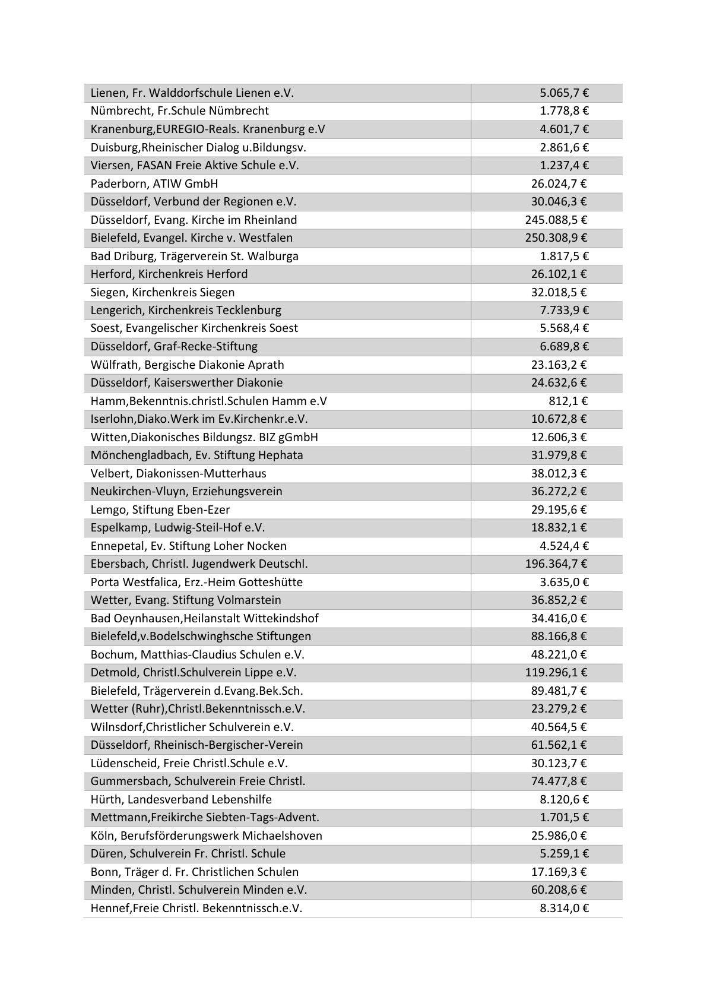 Lienen, Fr. Walddorfschule Lienen e.V. 5.065,7 €
Nümbrecht, Fr.Schule Nümbrecht 1.778,8 €
Kranenburg,EUREGIO-Reals. Kranenburg e.V 4.601,7 €
Duisburg,Rheinischer Dialog u.Bildungsv. 2.861,6 €
Viersen, FASAN Freie Aktive Schule e.V. 1.237,4 €
Paderborn, ATIW GmbH 26.024,7 €
Düsseldorf, Verbund der Regionen e.V. 30.046,3 €
Düsseldorf, Evang. Kirche im Rheinland 245.088,5 €
Bielefeld, Evangel. Kirche v. Westfalen 250.308,9 €
Bad Driburg, Trägerverein St. Walburga 1.817,5 €
Herford, Kirchenkreis Herford 26.102,1 €
Siegen, Kirchenkreis Siegen 32.018,5 €
Lengerich, Kirchenkreis Tecklenburg 7.733,9 €
Soest, Evangelischer Kirchenkreis Soest 5.568,4 €
Düsseldorf, Graf-Recke-Stiftung 6.689,8 €
Wülfrath, Bergische Diakonie Aprath 23.163,2 €
Düsseldorf, Kaiserswerther Diakonie 24.632,6 €
Hamm,Bekenntnis.christl.Schulen Hamm e.V 812,1 €
Iserlohn,Diako.Werk im Ev.Kirchenkr.e.V. 10.672,8 €
Witten,Diakonisches Bildungsz. BIZ gGmbH 12.606,3 €
Mönchengladbach, Ev. Stiftung Hephata 31.979,8 €
Velbert, Diakonissen-Mutterhaus 38.012,3 €
Neukirchen-Vluyn, Erziehungsverein 36.272,2 €
Lemgo, Stiftung Eben-Ezer 29.195,6 €
Espelkamp, Ludwig-Steil-Hof e.V. 18.832,1 €
Ennepetal, Ev. Stiftung Loher Nocken 4.524,4 €
Ebersbach, Christl. Jugendwerk Deutschl. 196.364,7 €
Porta Westfalica, Erz.-Heim Gotteshütte 3.635,0 €
Wetter, Evang. Stiftung Volmarstein 36.852,2 €
Bad Oeynhausen,Heilanstalt Wittekindshof 34.416,0 €
Bielefeld,v.Bodelschwinghsche Stiftungen 88.166,8 €
Bochum, Matthias-Claudius Schulen e.V. 48.221,0 €
Detmold, Christl.Schulverein Lippe e.V. 119.296,1 €
Bielefeld, Trägerverein d.Evang.Bek.Sch. 89.481,7 €
Wetter (Ruhr),Christl.Bekenntnissch.e.V. 23.279,2 €
Wilnsdorf,Christlicher Schulverein e.V. 40.564,5 €
Düsseldorf, Rheinisch-Bergischer-Verein 61.562,1 €
Lüdenscheid, Freie Christl.Schule e.V. 30.123,7 €
Gummersbach, Schulverein Freie Christl. 74.477,8 €
Hürth, Landesverband Lebenshilfe 8.120,6 €
Mettmann,Freikirche Siebten-Tags-Advent. 1.701,5 €
Köln, Berufsförderungswerk Michaelshoven 25.986,0 €
Düren, Schulverein Fr. Christl. Schule 5.259,1 €
Bonn, Träger d. Fr. Christlichen Schulen 17.169,3 €
Minden, Christl. Schulverein Minden e.V. 60.208,6 €
Hennef,Freie Christl. Bekenntnissch.e.V. 8.314,0 €